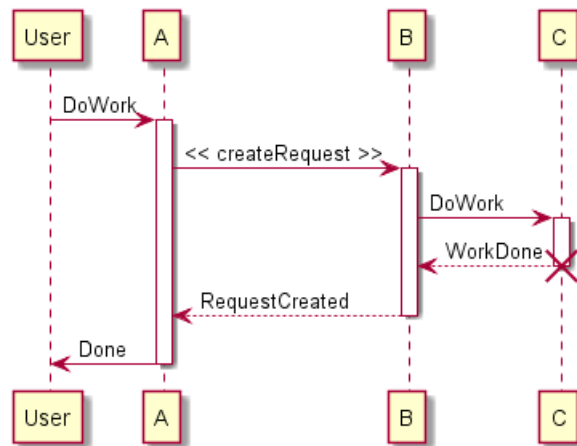 User A B C
DoWork
<< createRequest >>
DoWork
WorkDone
RequestCreated
Done
User A B C